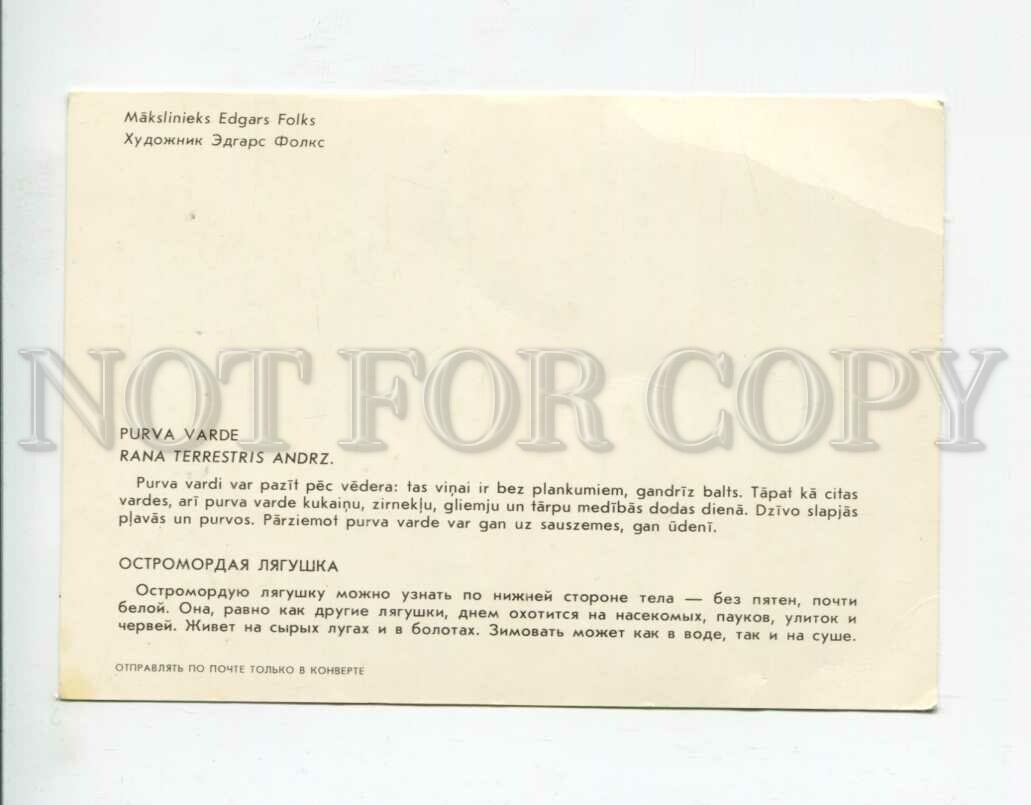 Mākslinieks Edgars Folks
Художник Эдгарс Фолкс
NOT FOR COPY
PURVA VARDE
RANA TERRESTRIS ANDRZ.
Purva vardi var pazīt pēc vēdera: tas viņai ir bez plankumiem, gandrīz balts. Tāpat kā citas
vardes, arī purva varde kukaiņu, zirnekļu, gliemju un tārpu medībās dodas dienā. Dzīvo slapjās
pļavās un purvos. Pārziemot purva varde var gan uz sauszemes, gan ūdenī.
ОСТРОМОРДАЯ ЛЯГУШКА
Остромордую лягушку можно узнать по нижней стороне тела — без пятен, почти
белой. Она, равно как другие лягушки, днем охотится на насекомых, пауков, улиток и
червей. Живет на сырых лугах и в болотах. Зимовать может как в воде, так и на суше.
ОТПРАВЛЯТЬ ПО ПОЧТЕ ТОЛЬКО В КОНВЕРТЕ